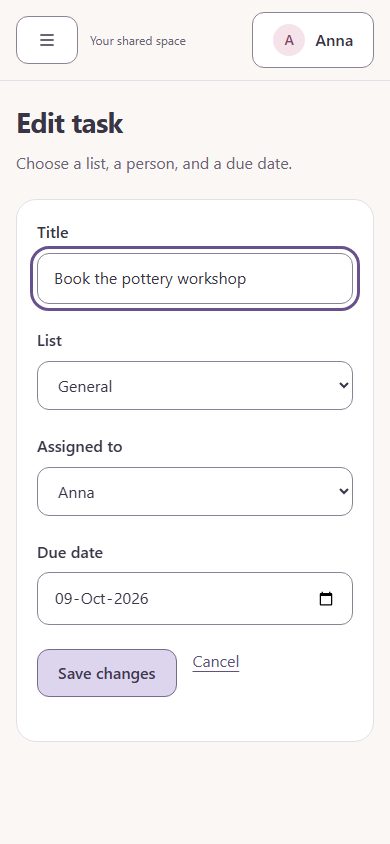 Your shared space
A
Anna
Edit task
Choose a list, a person, and a due date.
Title
Book the pottery workshop
List
General
Assigned to
Anna
Due date
09-Oct-2026
Save changes
Cancel